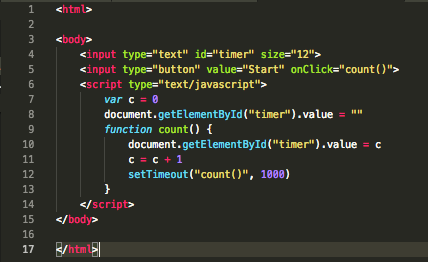 1 <html>
2
3 <body>
4 <input type="text" id="timer" size="12">
5 <input type="button" value="Start" onClick="count()">
6 <script type="text/javascript">
7 var c = 0
8 document.getElementById("timer").value = ""
9 function count() {
10 document.getElementById("timer").value = c
11 c = c + 1
12 setTimeout("count()", 1000)
13 }
14 </script>
15 </body>
16
17 </html>